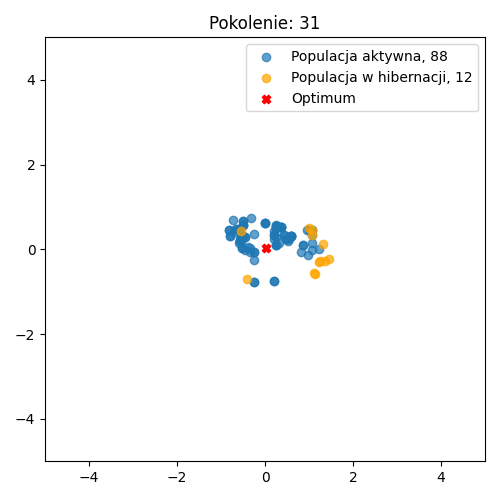 Pokolenie: 31
Populacja aktywna, 88
Populacja w hibernacji, 12
Optimum
4
2
0
−2
−4
−4 −2 0 2 4